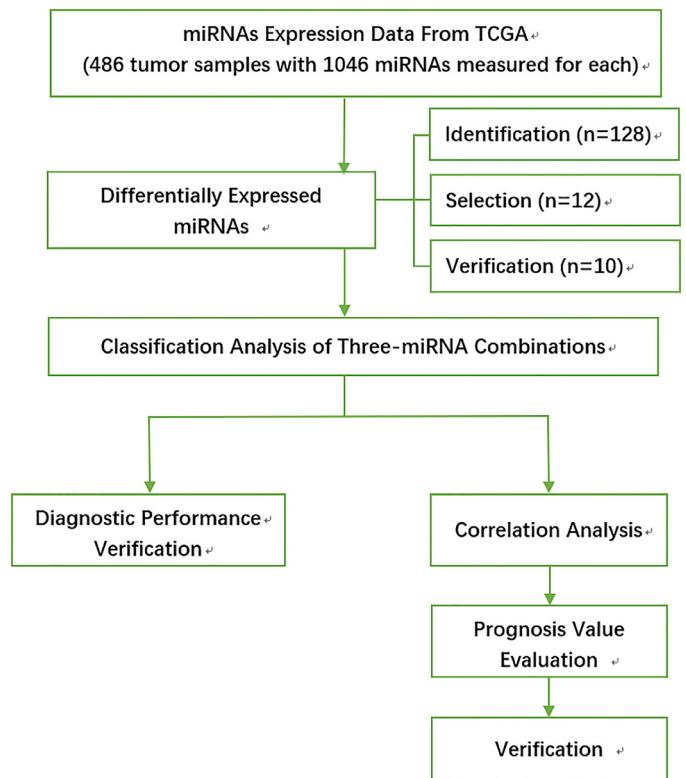 miRNAs Expression Data From TCGA
(486 tumor samples with 1046 miRNAs measured for each)
Identification (n=128)
Differentially Expressed
miRNAs
Selection (n=12)
Verification (n=10)
Classification Analysis of Three-miRNA Combinations
Diagnostic Performance
Verification
Correlation Analysis
Prognosis Value
Evaluation
Verification